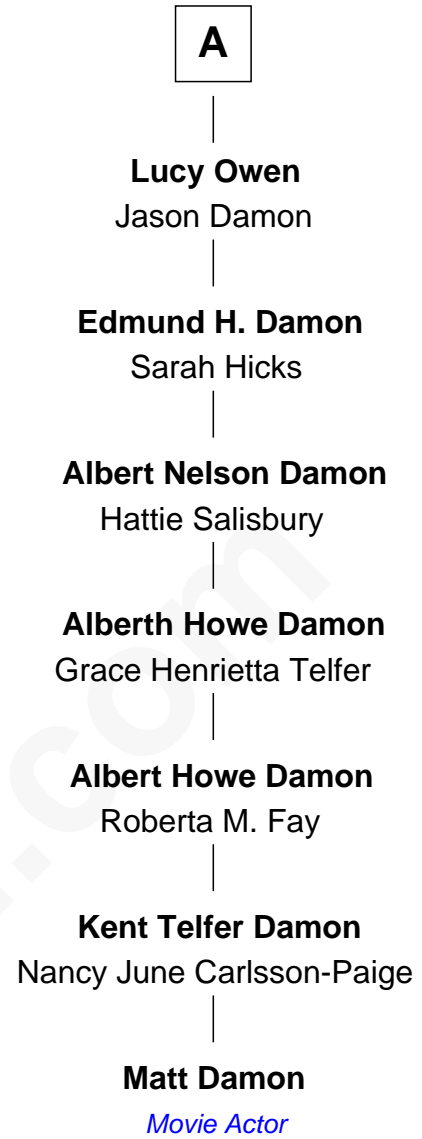 A
Lucy Owen
Jason Damon
Edmund H. Damon
Sarah Hicks
Albert Nelson Damon
Hattie Salisbury
Alberth Howe Damon
Grace Henrietta Telfer
Albert Howe Damon
Roberta M. Fay
Kent Telfer Damon
Nancy June Carlsson-Paige
Matt Damon
Movie Actor